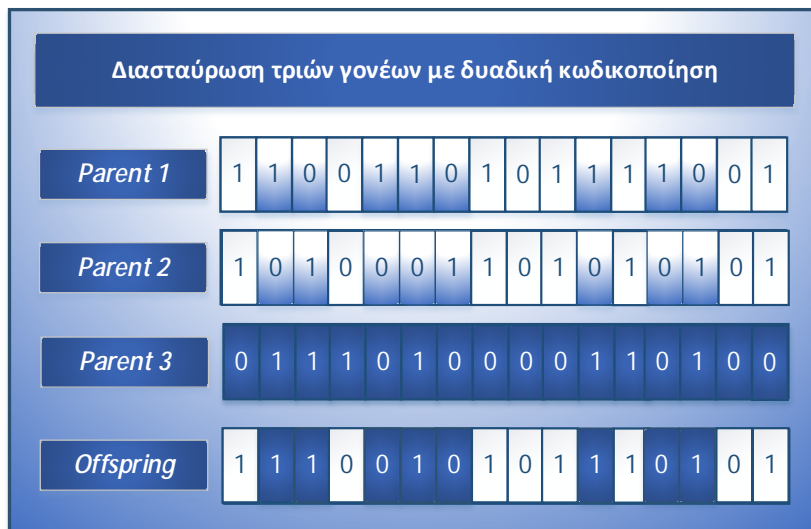 Διασταύρωση τριών γονέων με δυαδική κωδικοποίηση
Parent 1 1 1 0 0 1 1 0 1 0 1 1 1 1 0 0 1
Parent 2 1 0 1 0 0 0 1 1 0 1 0 1 0 1 0 1
Parent 3 0 1 1 1 0 1 0 0 0 0 1 1 0 1 0 0
Offspring 1 1 1 0 0 1 0 1 0 1 1 1 0 1 0 1